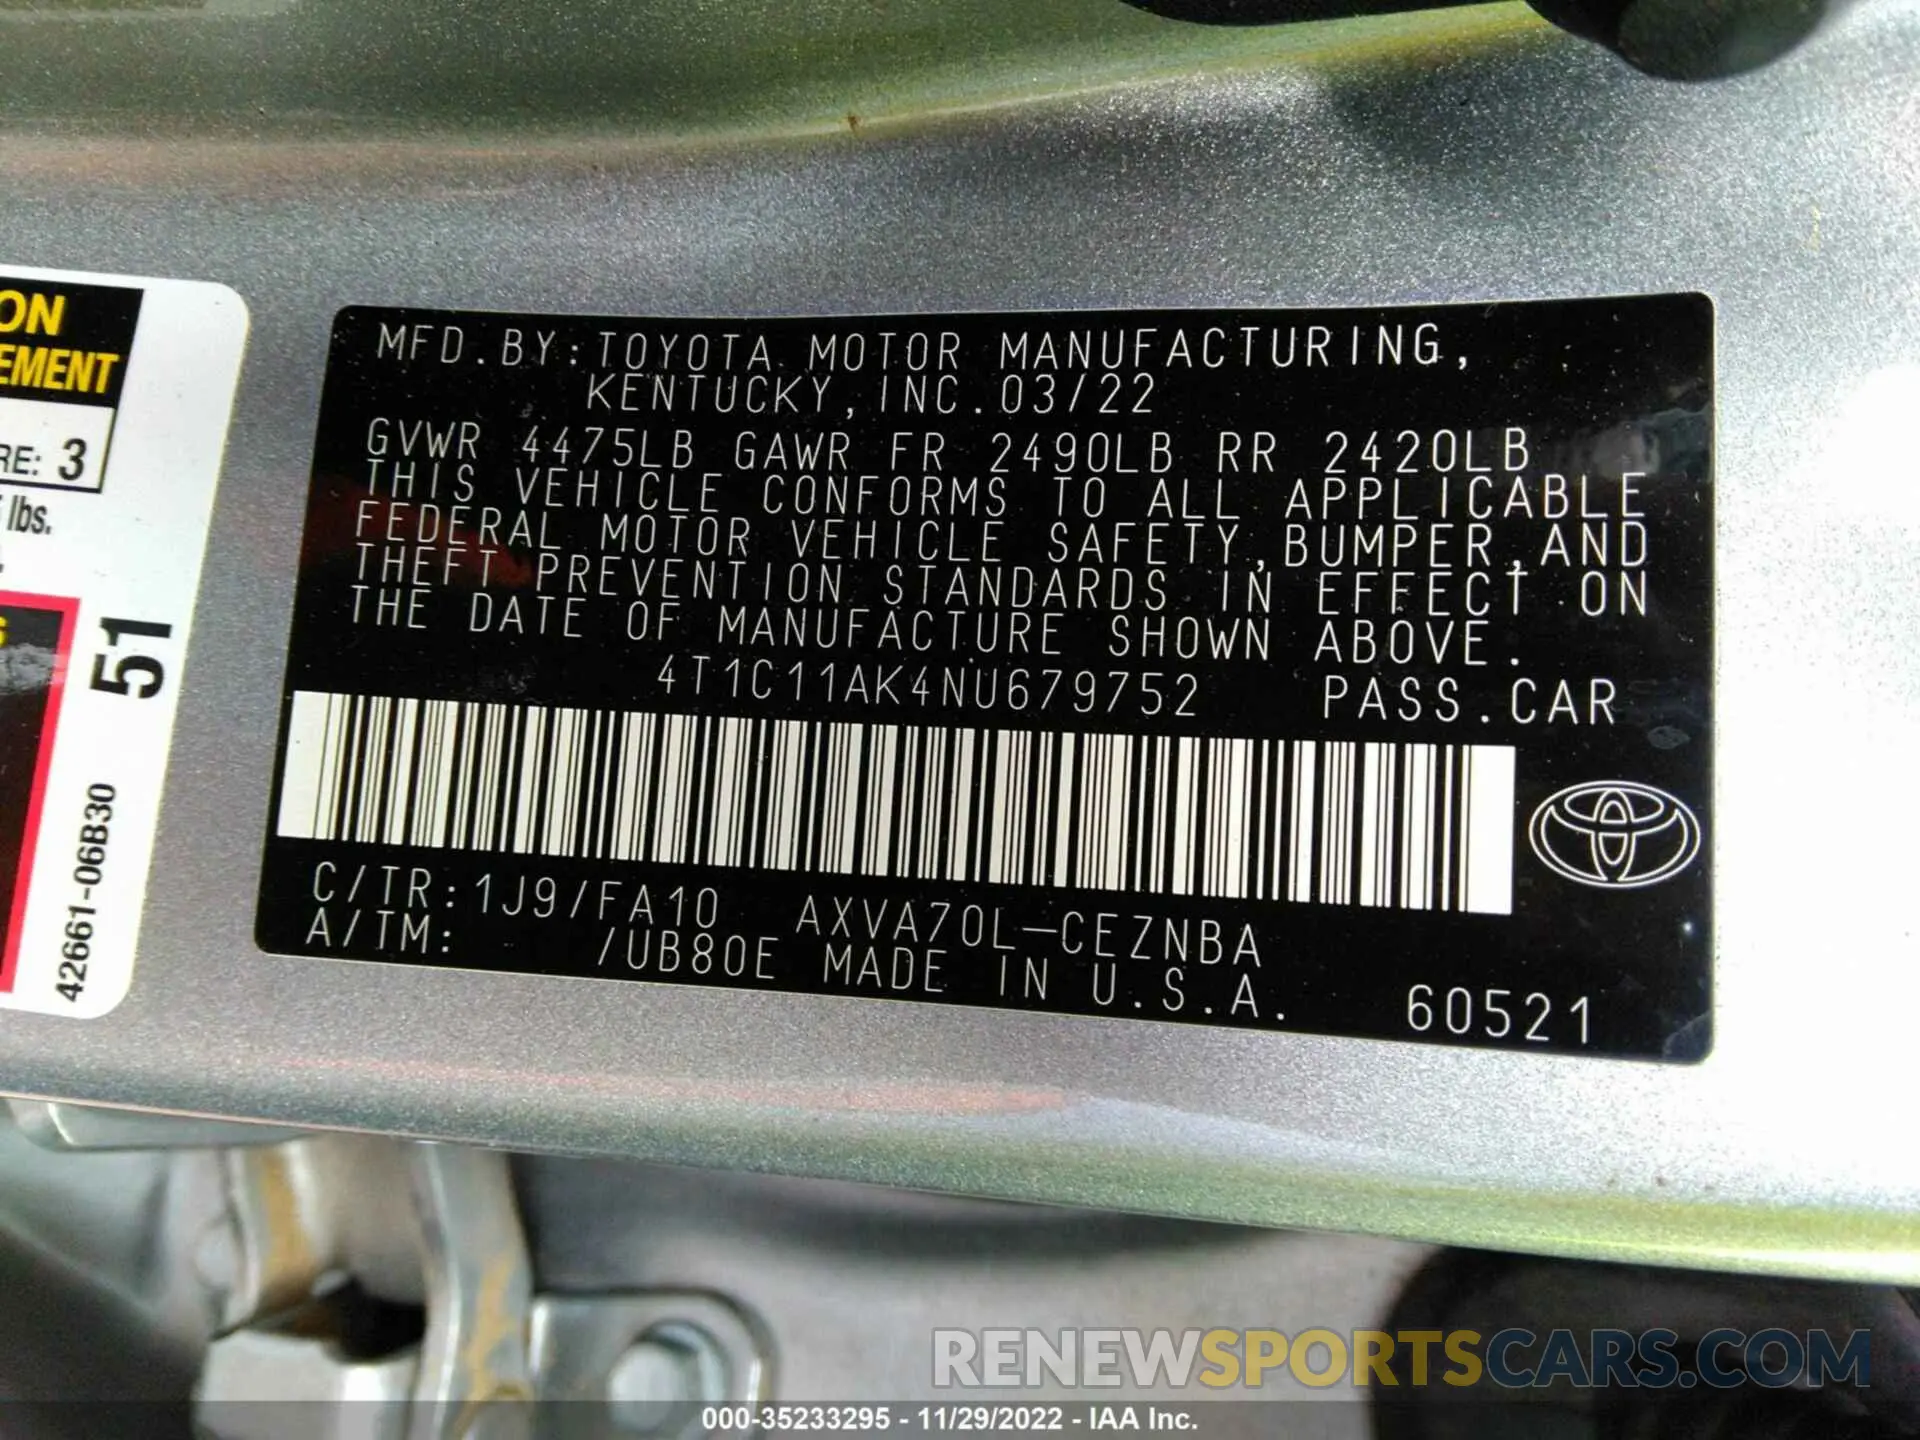 ON
EMENT
RE: 3
lbs.
51
42661-06B30
MFD.BY:TOYOTA MOTOR MANUFACTURING,
KENTUCKY,INC.03/22
GVWR 4475LB GAWR FR 2490LB RR 2420LB
THIS VEHICLE CONFORMS TO ALL APPLICABLE
FEDERAL MOTOR VEHICLE SAFETY,BUMPER,AND
THEFT PREVENTION STANDARDS IN EFFECT ON
THE DATE OF MANUFACTURE SHOWN ABOVE.
4T1C11AK4NU679752 PASS.CAR
C/TR:1J9/FA10 AXVA70L-CEZNBA
A/TM: /UB80E MADE IN U.S.A.
60521
RENEWSPORTSCARS.COM
000-35233295 - 11/29/2022 - IAA Inc.